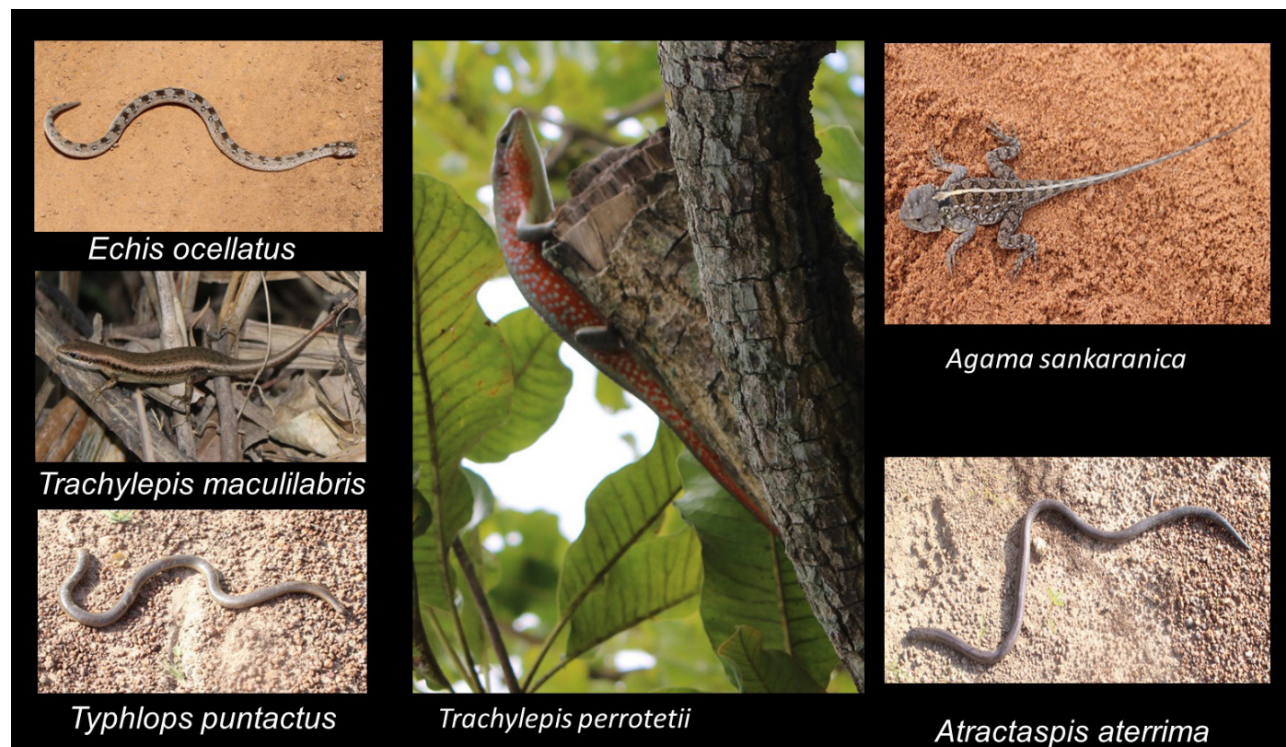 Echis ocellatus
Trachylepis maculilabris
Typhlops puntactus
Trachylepis perrotetii
Agama sankaranica
Atractaspis aterrima